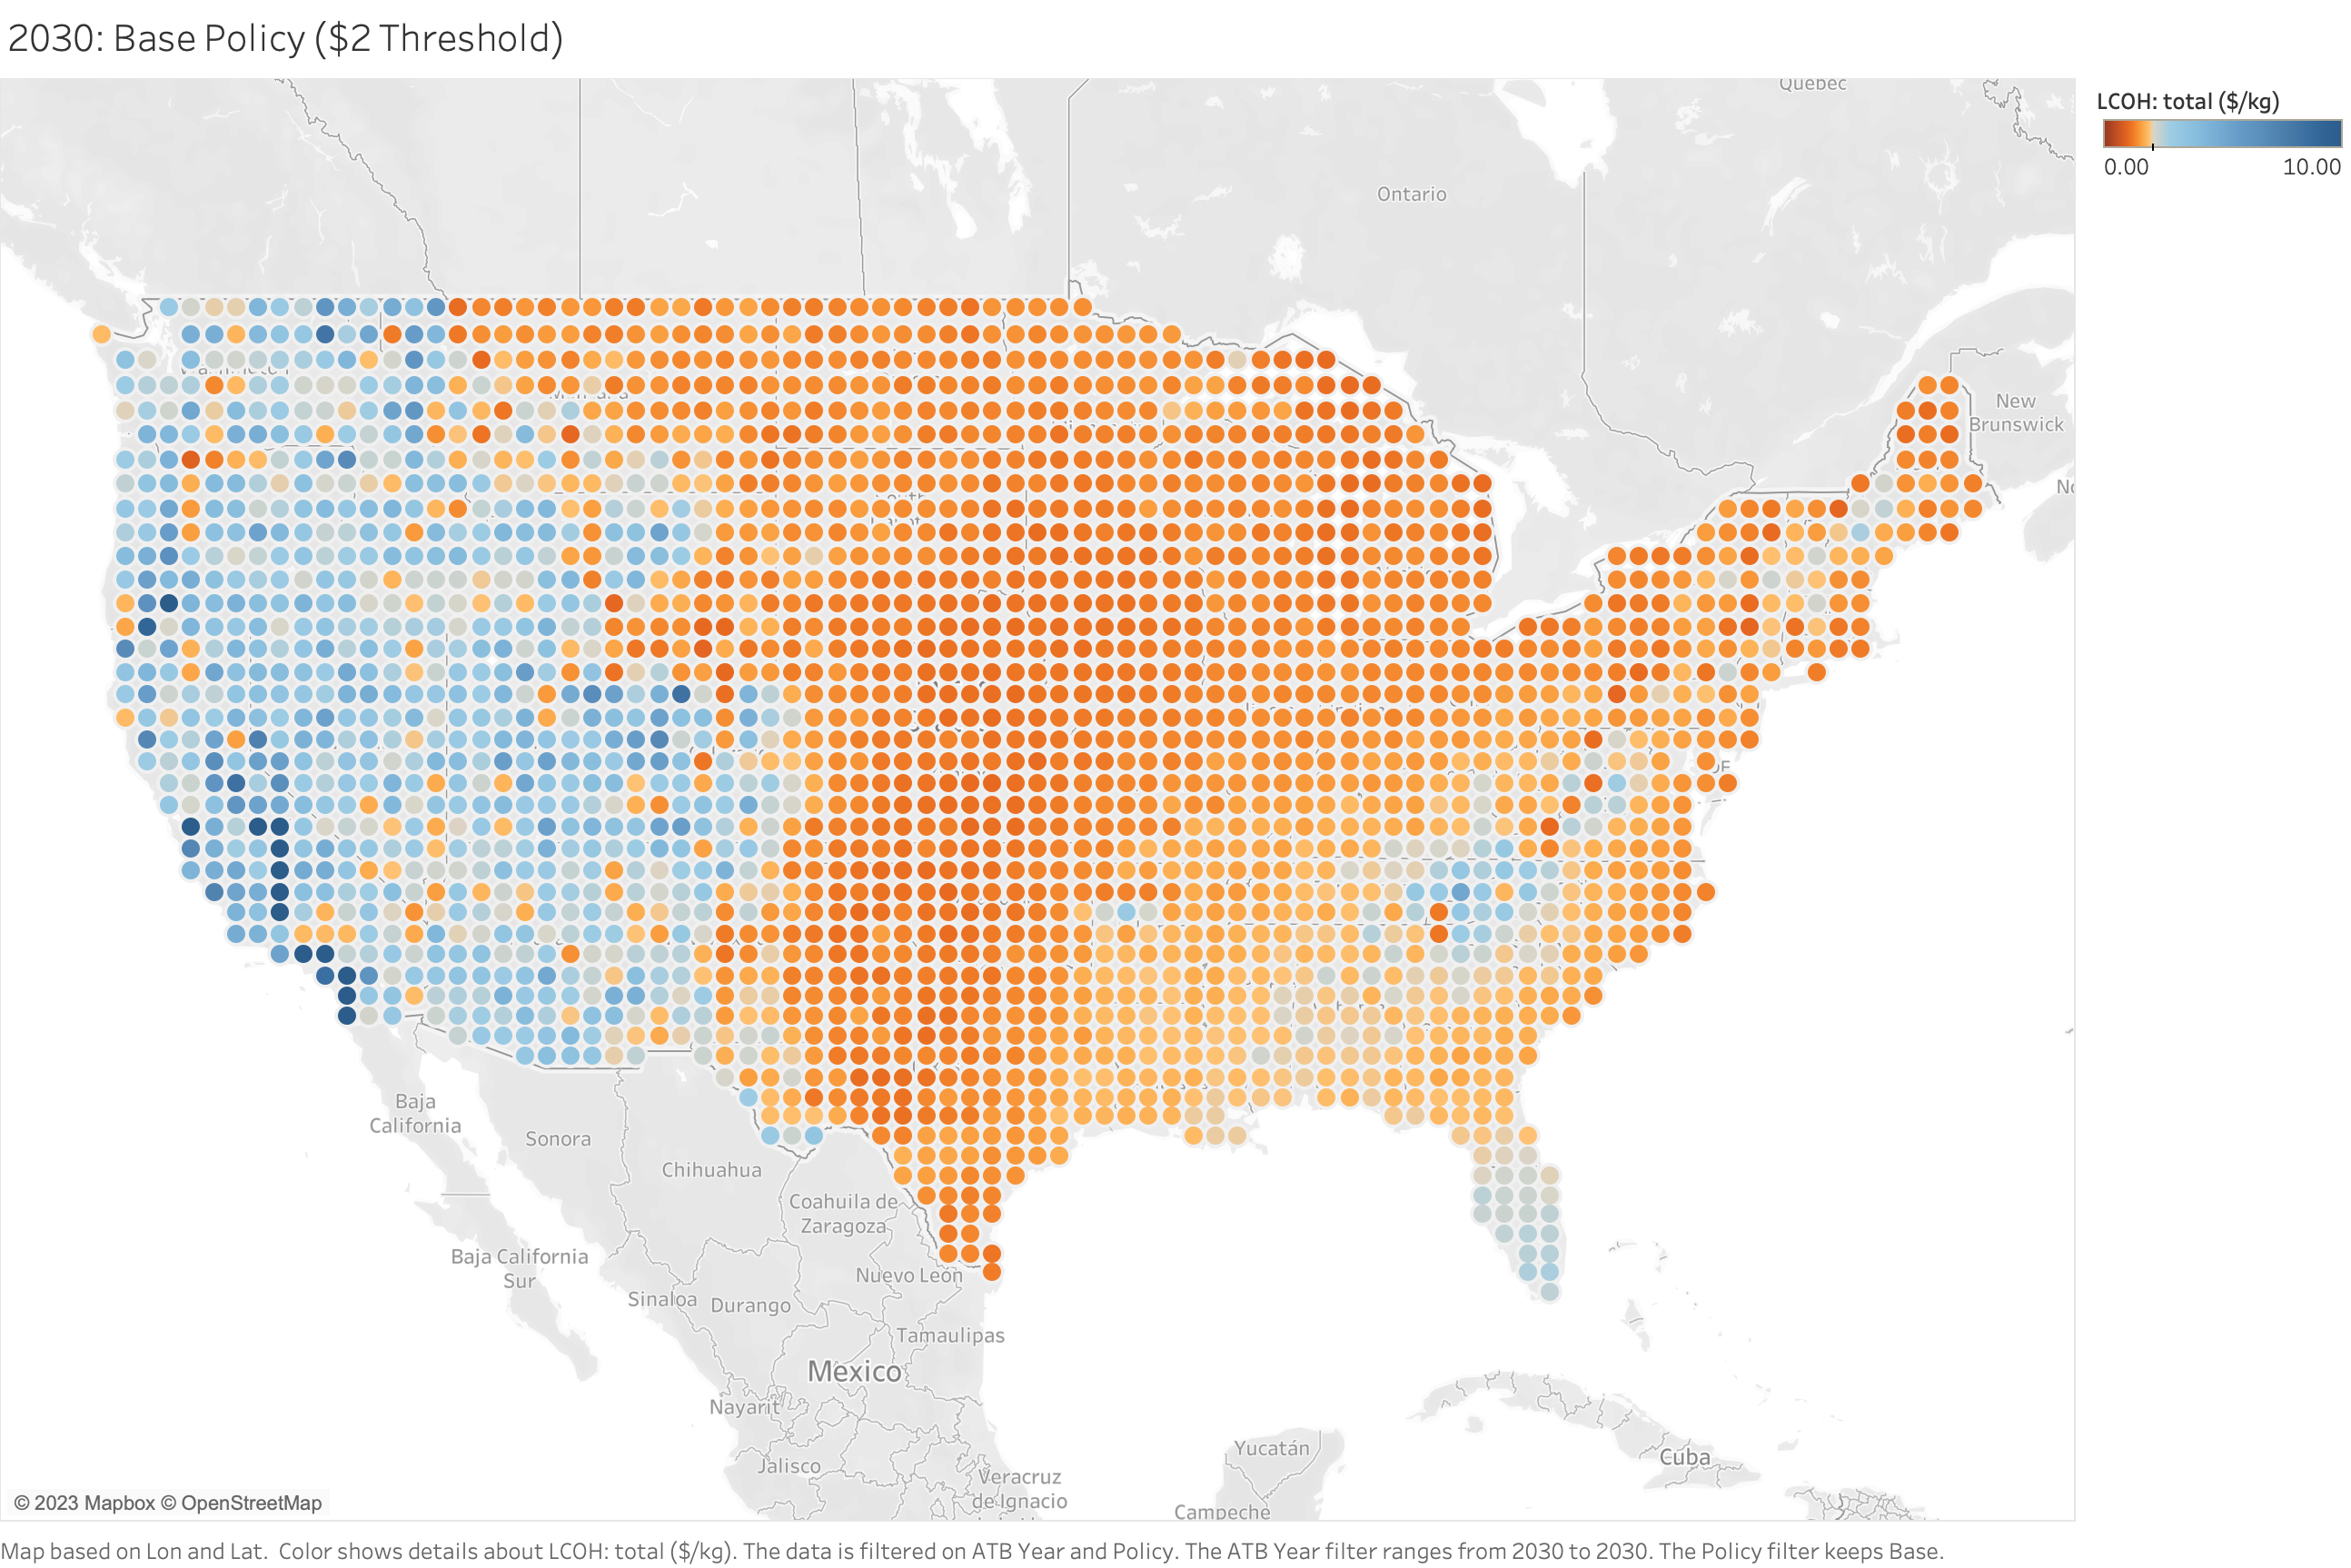 2030: Base Policy ($2 Threshold)
LCOH: total ($/kg)
0.00
10.00
Quebec
Ontario
New
Brunswick
Baja
California
Sonora
Chihuahua
Coahuila de
Zaragoza
Baja California
Sur
Nuevo León
Sinaloa
Durango
Tamaulipas
Mexico
Nayarit
Yucatán
Cuba
Jalisco
Veracruz
de Ignacio
Campeche
© 2023 Mapbox © OpenStreetMap
Map based on Lon and Lat. Color shows details about LCOH: total ($/kg). The data is filtered on ATB Year and Policy. The ATB Year filter ranges from 2030 to 2030. The Policy filter keeps Base.